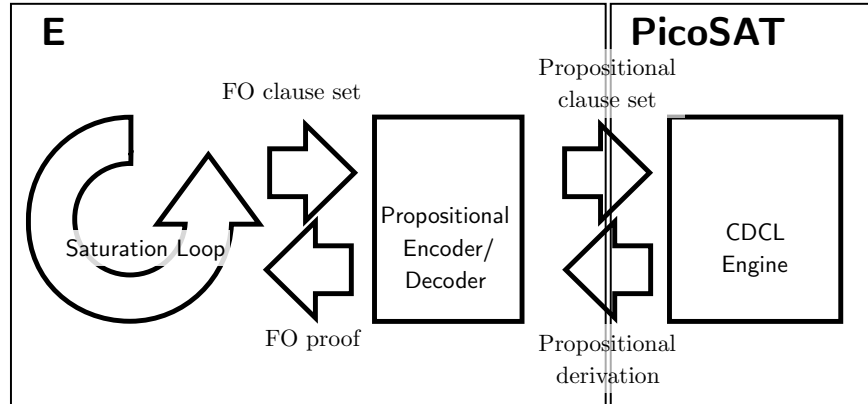 E
PicoSAT
FO clause set
Propositional
clause set
Saturation Loop
Propositional
Encoder/
Decoder
CDCL
Engine
FO proof
Propositional
derivation